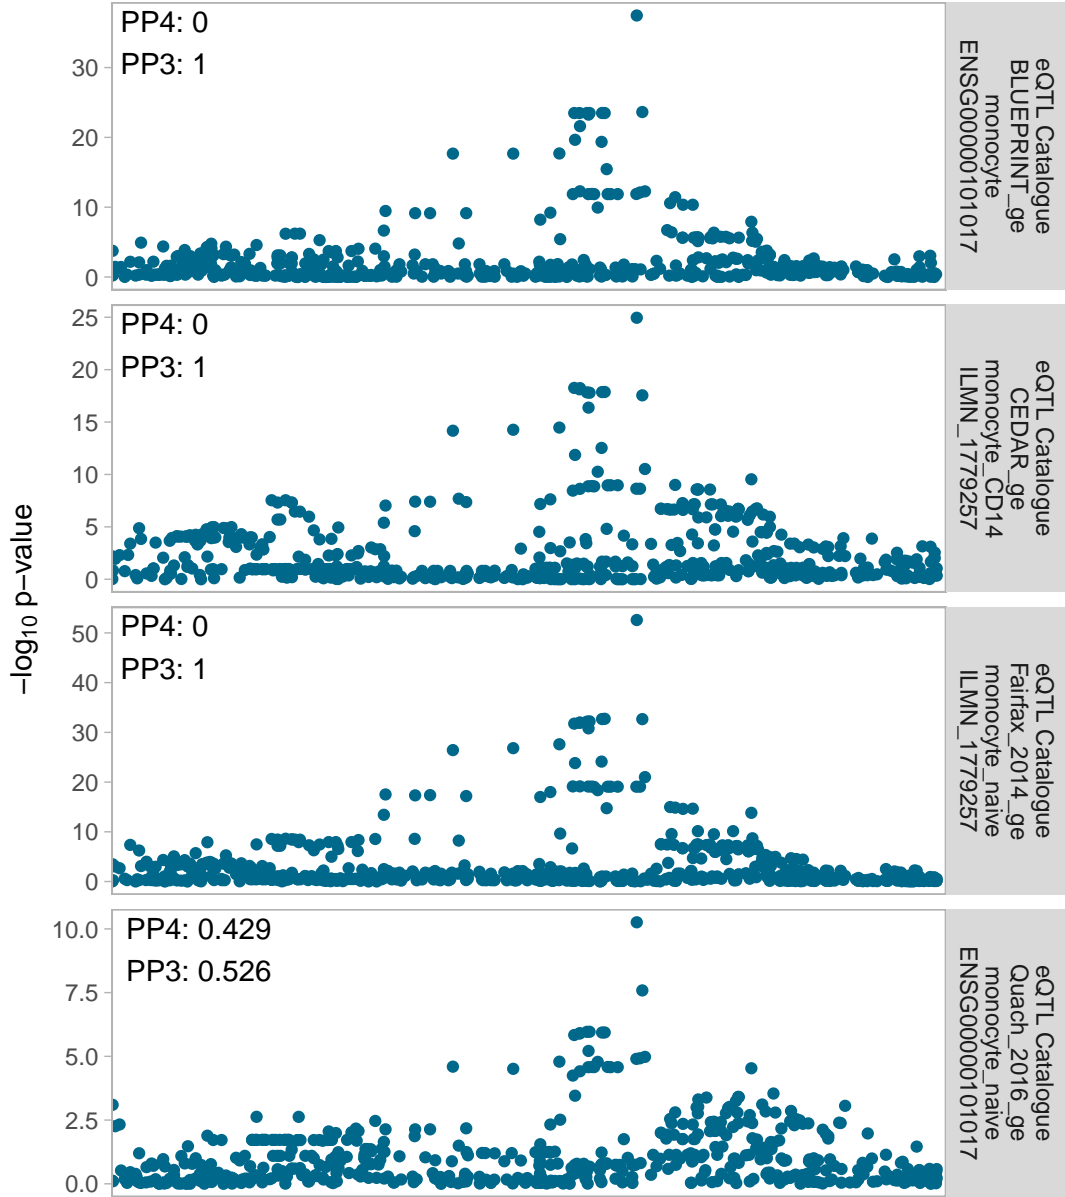 −log10 p−value
PP4: 0
PP3: 1
30
20
10
0
eQTL Catalogue
BLUEPRINT_ge
monocyte
ENSG00000101017
PP4: 0
PP3: 1
25
20
15
10
5
0
eQTL Catalogue
CEDAR_ge
monocyte_CD14
ILMN_1779257
PP4: 0
PP3: 1
50
40
30
20
10
0
eQTL Catalogue
Fairfax_2014_ge
monocyte_naive
ILMN_1779257
PP4: 0.429
PP3: 0.526
10.0
7.5
5.0
2.5
0.0
eQTL Catalogue
Quach_2016_ge
monocyte_naive
ENSG00000101017